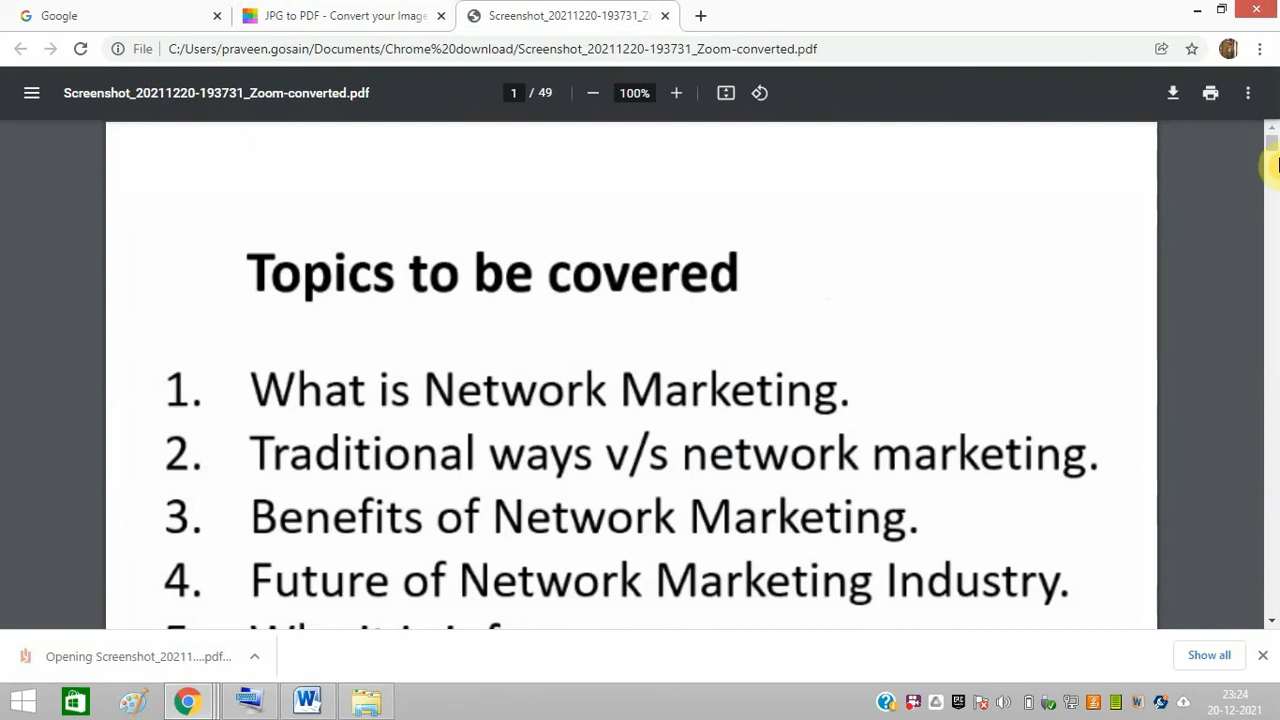 Google
JPG to PDF - Convert your Image
Screenshot_20211220-193731_Z
File
C:/Users/praveen.gosain/Documents/Chrome%20download/Screenshot_20211220-193731_Zoom-converted.pdf
Screenshot_20211220-193731_Zoom-converted.pdf
1 / 49
100%
Topics to be covered
1. What is Network Marketing.
2. Traditional ways v/s network marketing.
3. Benefits of Network Marketing.
4. Future of Network Marketing Industry.
Opening Screenshot_20211....pdf...
Show all
23:24
20-12-2021